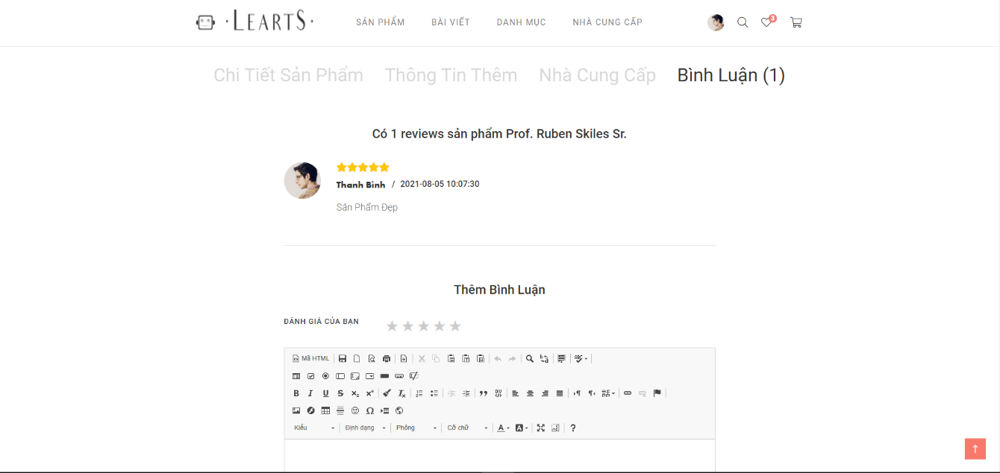 ·LEARTS·
SẢN PHẨM BÀI VIẾT DANH MỤC NHÀ CUNG CẤP
3
Chi Tiết Sản Phẩm Thông Tin Thêm Nhà Cung Cấp Bình Luận (1)
Có 1 reviews sản phẩm Prof. Ruben Skiles Sr.
Thanh Bình / 2021-08-05 10:07:30
Sản Phẩm Đẹp
Thêm Bình Luận
ĐÁNH GIÁ CỦA BẠN
Mã HTML
Kiểu Định dạng Phông Cỡ chữ